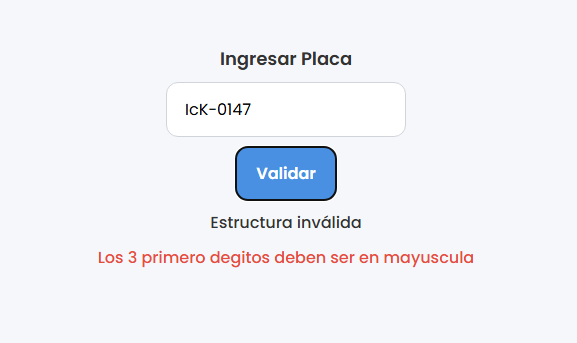 Ingresar Placa
IcK-0147
Validar
Estructura inválida
Los 3 primero degitos deben ser en mayuscula